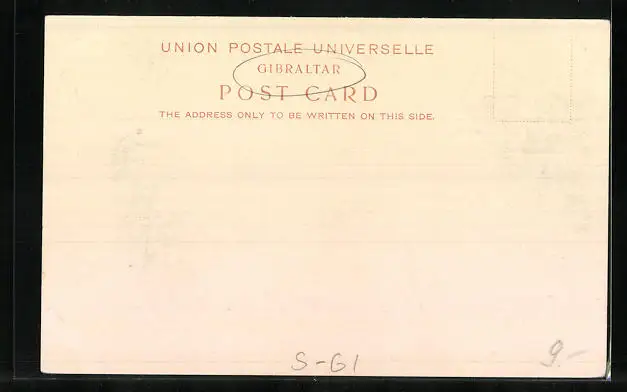 UNION POSTALE UNIVERSELLE
GIBRALTAR
POST CARD
THE ADDRESS ONLY TO BE WRITTEN ON THIS SIDE.
S-G1
9.-